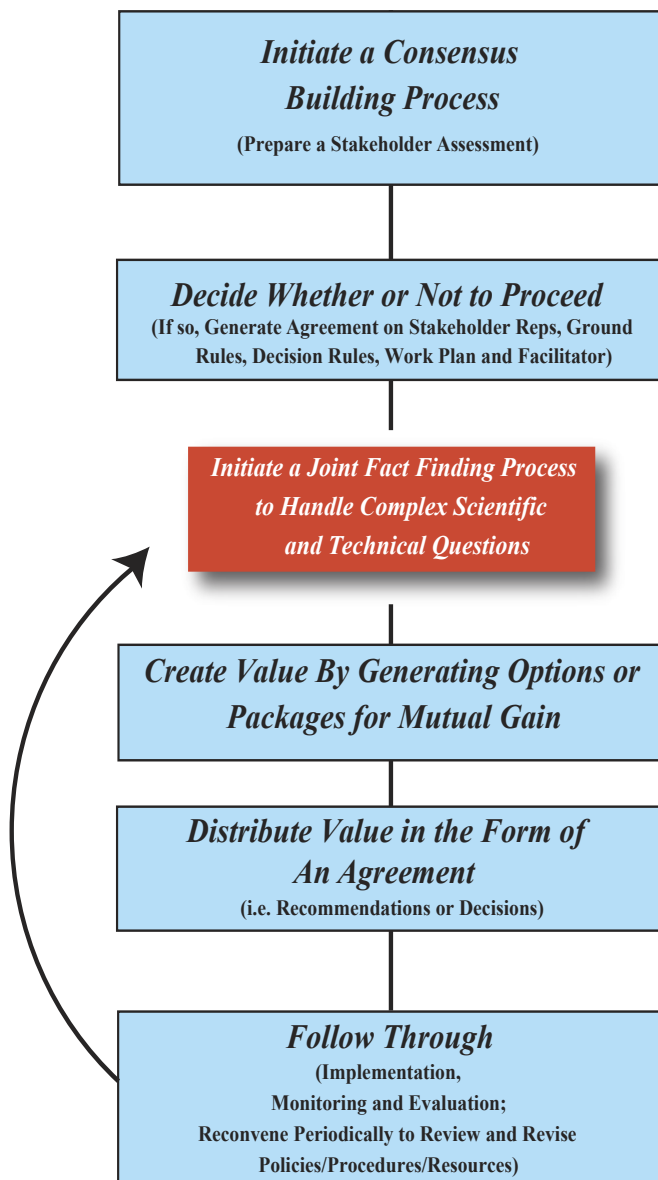 Initiate a Consensus
Building Process
(Prepare a Stakeholder Assessment)
Decide Whether or Not to Proceed
(If so, Generate Agreement on Stakeholder Reps, Ground
Rules, Decision Rules, Work Plan and Facilitator)
Initiate a Joint Fact Finding Process
to Handle Complex Scientific
and Technical Questions
Create Value By Generating Options or
Packages for Mutual Gain
Distribute Value in the Form of
An Agreement
(i.e. Recommendations or Decisions)
Follow Through
(Implementation,
Monitoring and Evaluation;
Reconvene Periodically to Review and Revise
Policies/Procedures/Resources)